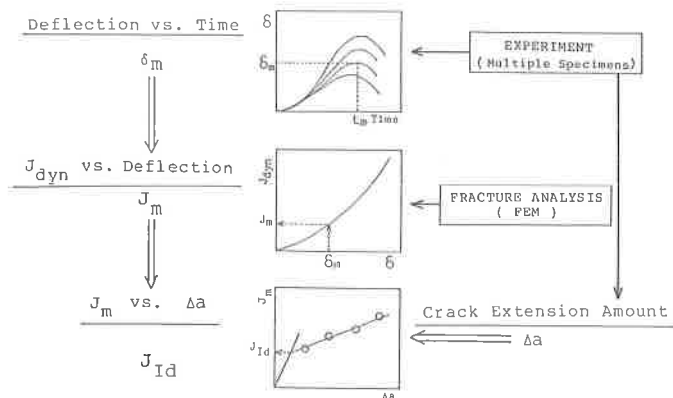 Deflection vs. Time
δ
EXPERIMENT
( Multiple Specimens )
δm
δm
tm Time
Jdyn vs. Deflection
Jdyn
FRACTURE ANALYSIS
( FEM )
Jm
Jm
δm
δ
Jm vs. Δa
Jm
Crack Extension Amount
JId
Δa
JId
Δa